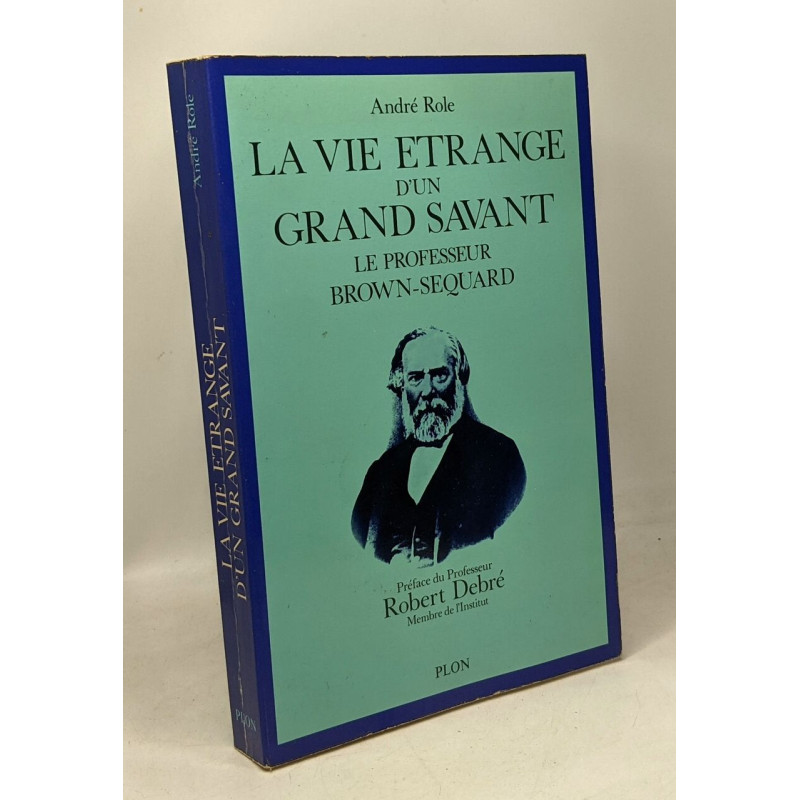 André Role
LA VIE ETRANGE
D'UN
GRAND SAVANT
LE PROFESSEUR
BROWN-SEQUARD
Préface du Professeur
Robert Debré
Membre de l'Institut
PLON
André Role
LA VIE ETRANGE
D'UN GRAND SAVANT
PLON